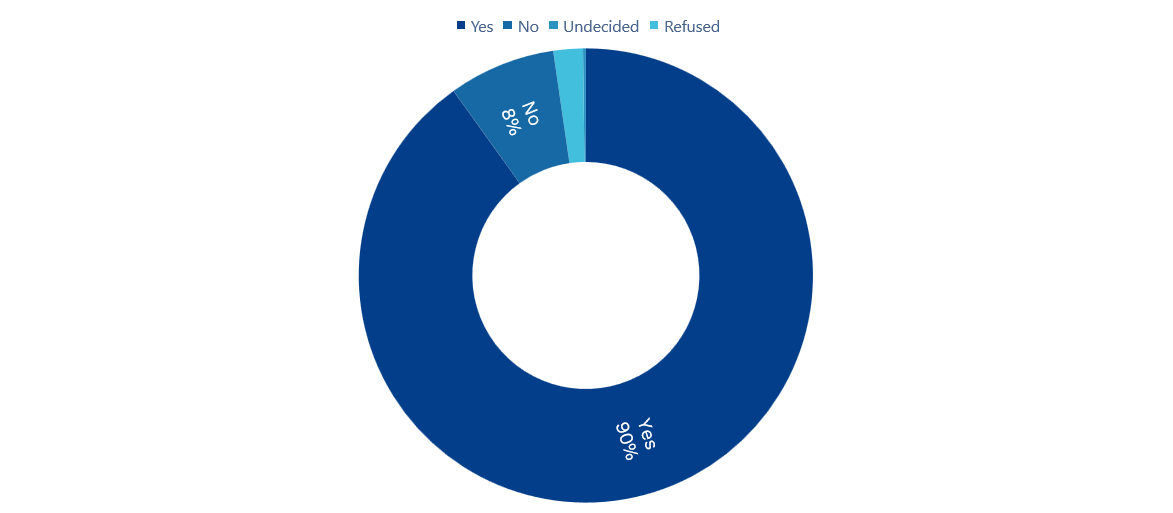 Yes No Undecided Refused
No
8%
Yes
90%